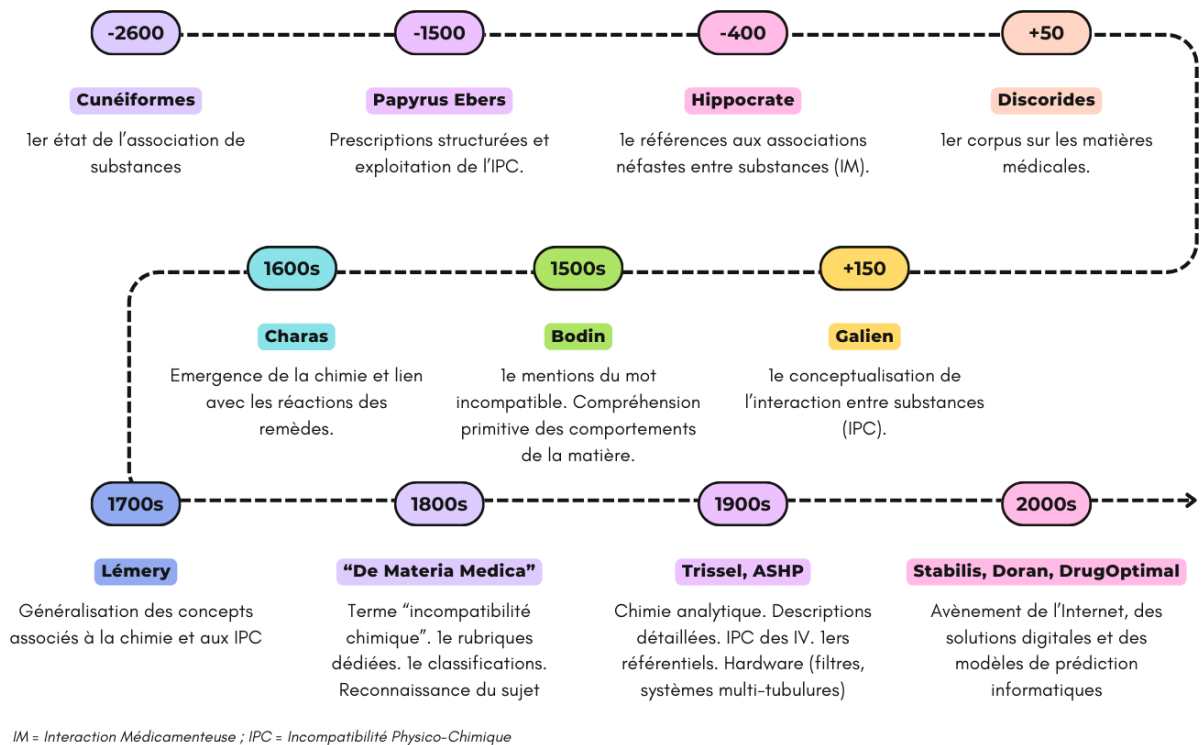 -2600
-1500
-400
+50
Cunéiformes
Papyrus Ebers
Hippocrate
Discorides
1er état de l'association de
substances
Prescriptions structurées et
exploitation de l'IPC.
1e références aux associations
néfastes entre substances (IM).
1er corpus sur les matières
médicales.
+150
1500s
1600s
Galien
1e conceptualisation de
l'interaction entre substances
(IPC).
Bodin
1e mentions du mot
incompatible. Compréhension
primitive des comportements
de la matière.
Charas
Emergence de la chimie et lien
avec les réactions des
remèdes.
1700s
1800s
1900s
2000s
Lémery
Généralisation des concepts
associés à la chimie et aux IPC
“De Materia Medica”
Terme “incompatibilité
chimique”. 1e rubriques
dédiées. 1e classifications.
Reconnaissance du sujet
Trissel, ASHP
Chimie analytique. Descriptions
détaillées. IPC des IV. 1ers
référentiels. Hardware (filtres,
systèmes multi-tubulures)
Stabilis, Doran, DrugOptimal
Avènement de l'Internet, des
solutions digitales et des
modèles de prédiction
informatiques
IM = Interaction Médicamenteuse ; IPC = Incompatibilité Physico-Chimique